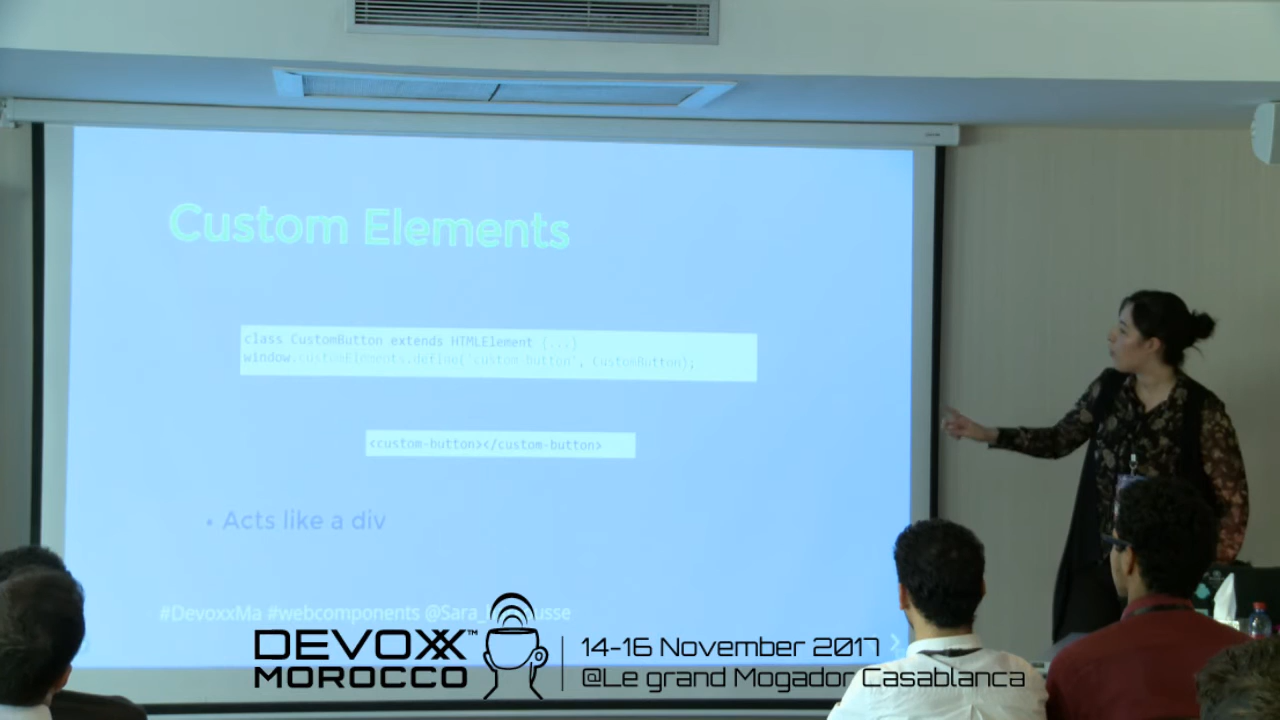 Custom Elements
class CustomButton extends HTMLElement {...}
window.customElements.define('custom-button', CustomButton);
<custom-button></custom-button>
• Acts like a div
#DevoxxMa #webcomponents
DEVOXX™
MOROCCO
14-16 November 2017
@Le grand Mogador Casablanca